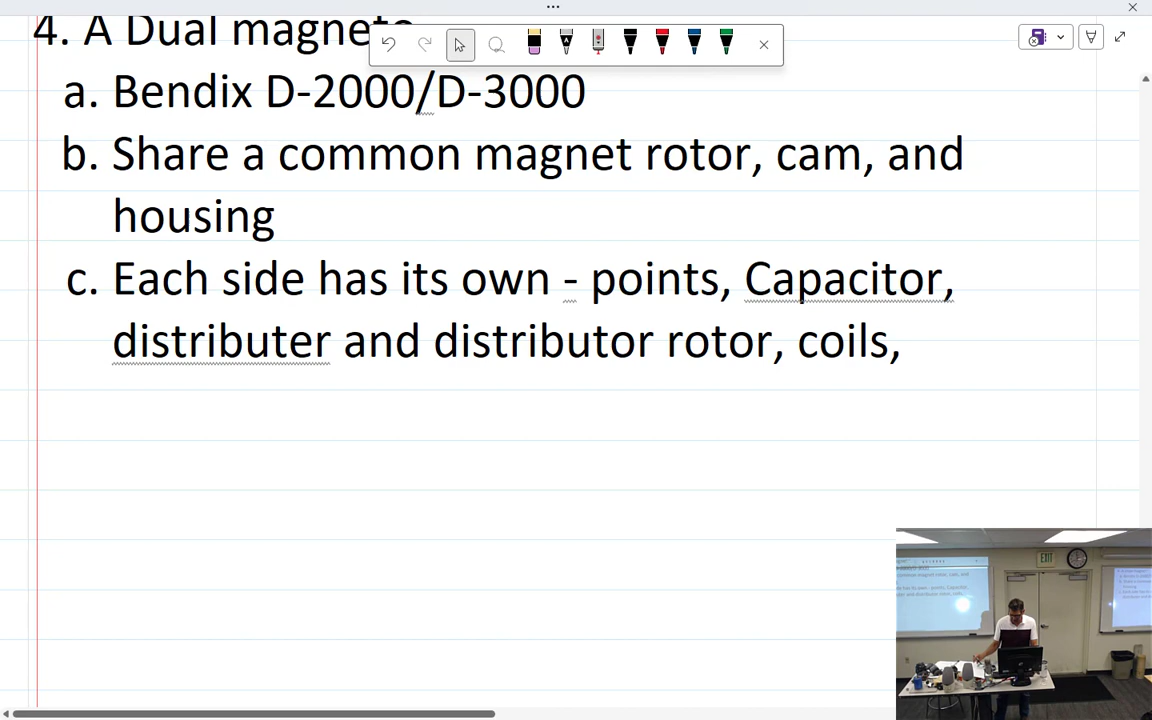 4. A Dual magneto
a. Bendix D-2000/D-3000
b. Share a common magnet rotor, cam, and
housing
c. Each side has its own - points, Capacitor,
distributer and distributor rotor, coils,
EXIT